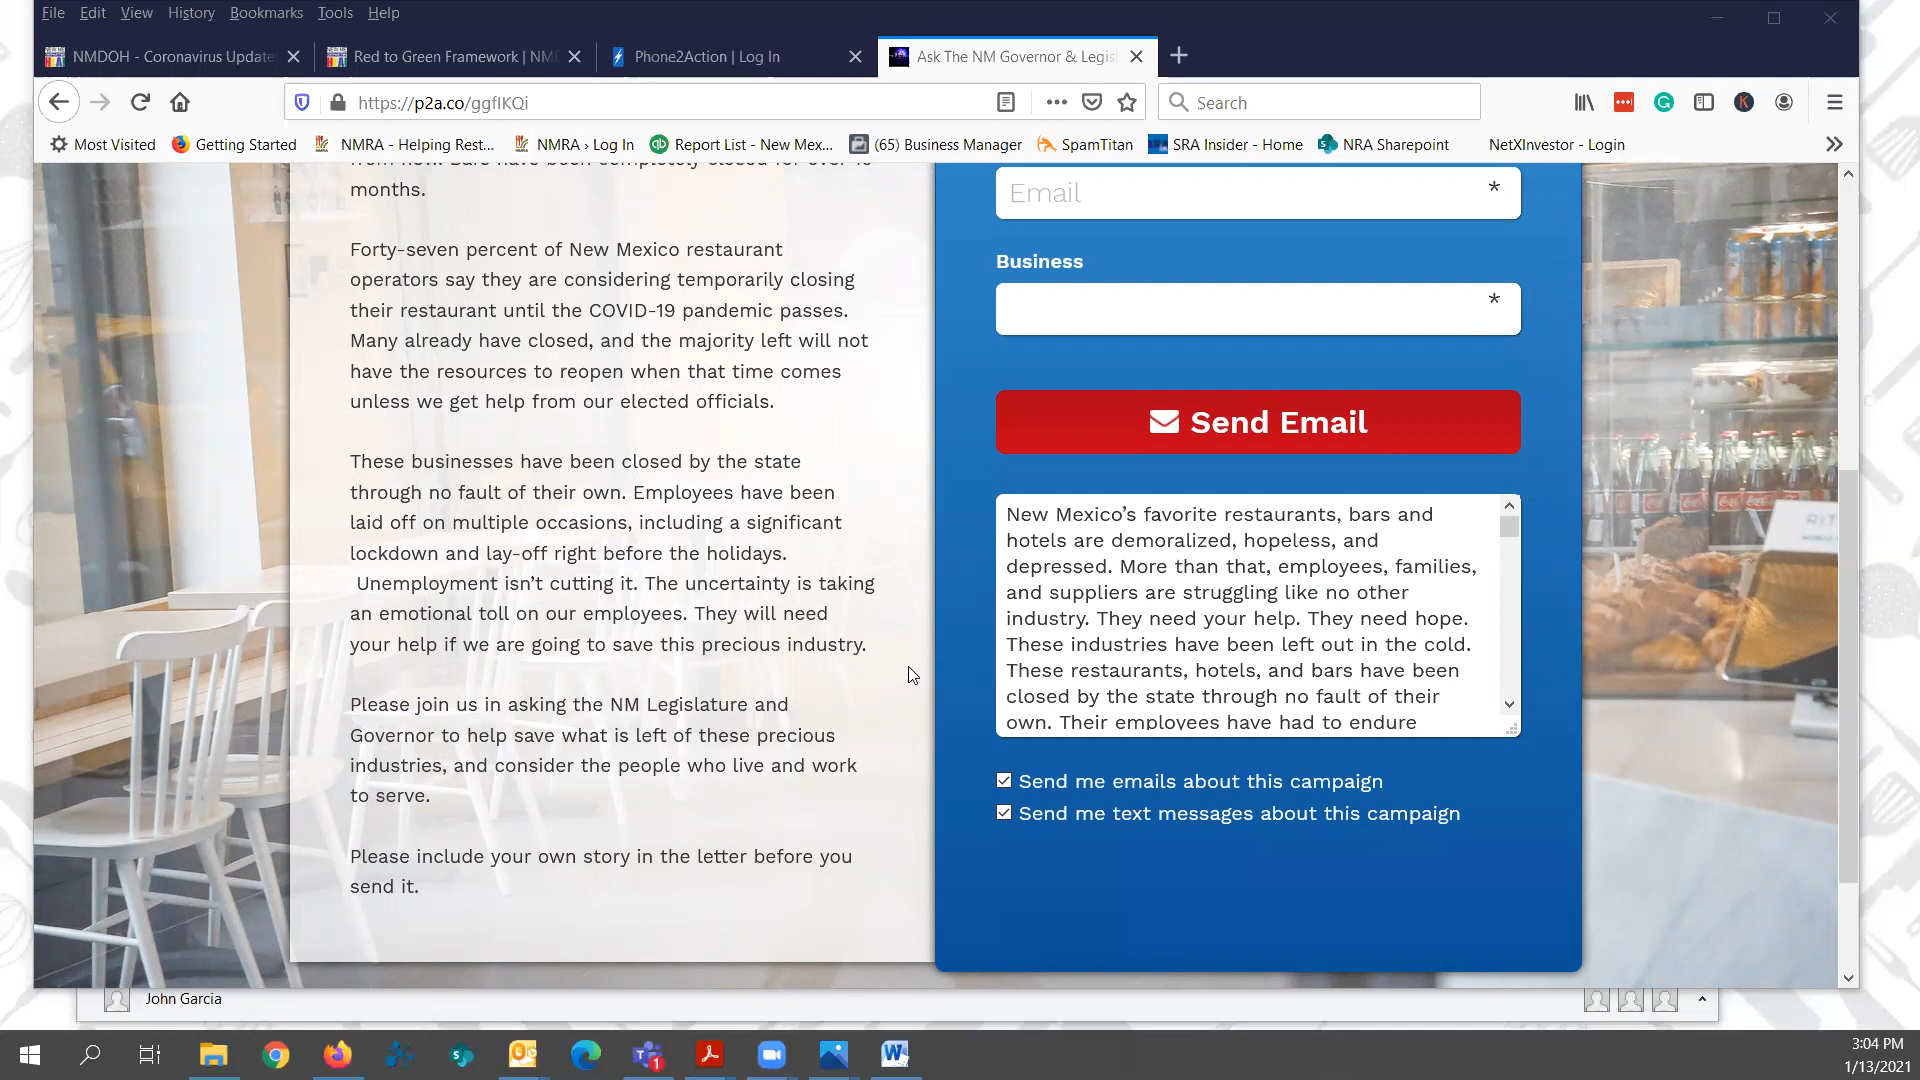 File Edit View History Bookmarks Tools Help
NMDOH - Coronavirus Update
Red to Green Framework | NM
Phone2Action | Log In
Ask The NM Governor & Legis
https://p2a.co/ggfIKQi
Search
Most Visited
Getting Started
NMRA - Helping Rest...
NMRA › Log In
Report List - New Mex...
(65) Business Manager
SpamTitan
SRA Insider - Home
NRA Sharepoint
NetXInvestor - Login
months.
Forty-seven percent of New Mexico restaurant
operators say they are considering temporarily closing
their restaurant until the COVID-19 pandemic passes.
Many already have closed, and the majority left will not
have the resources to reopen when that time comes
unless we get help from our elected officials.
These businesses have been closed by the state
through no fault of their own. Employees have been
laid off on multiple occasions, including a significant
lockdown and lay-off right before the holidays.
Unemployment isn’t cutting it. The uncertainty is taking
an emotional toll on our employees. They will need
your help if we are going to save this precious industry.
Please join us in asking the NM Legislature and
Governor to help save what is left of these precious
industries, and consider the people who live and work
to serve.
Please include your own story in the letter before you
send it.
Email *
Business
*
Send Email
New Mexico’s favorite restaurants, bars and
hotels are demoralized, hopeless, and
depressed. More than that, employees, families,
and suppliers are struggling like no other
industry. They need your help. They need hope.
These industries have been left out in the cold.
These restaurants, hotels, and bars have been
closed by the state through no fault of their
own. Their employees have had to endure
Send me emails about this campaign
Send me text messages about this campaign
John Garcia
3:04 PM
1/13/2021